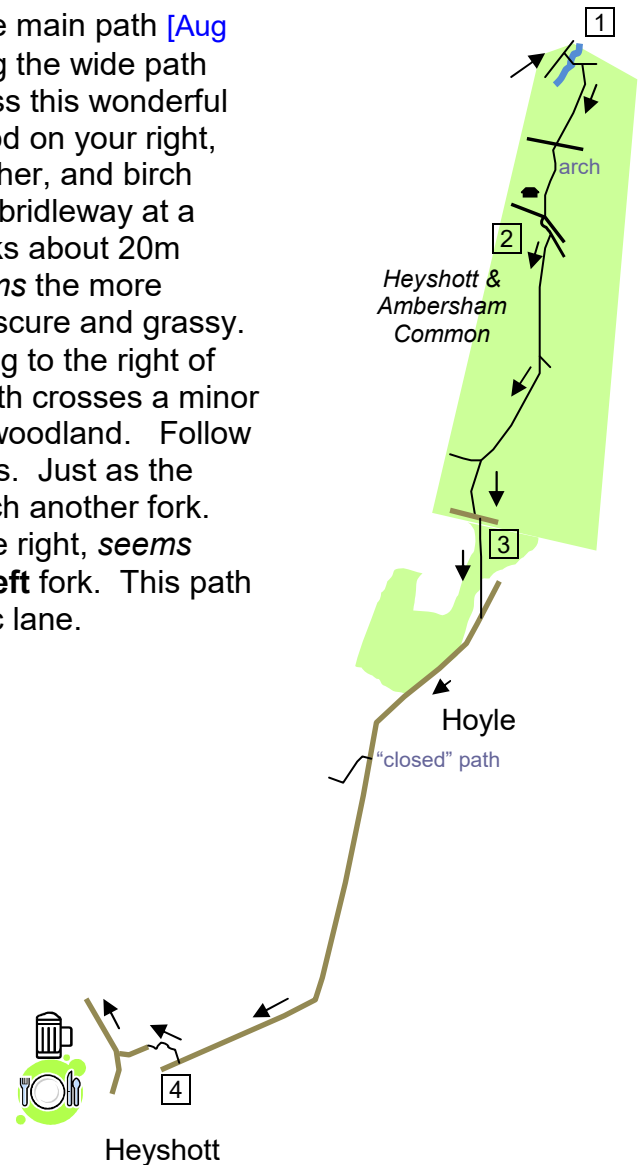 e main path [Aug
g the wide path
ss this wonderful
od on your right,
her, and birch
bridleway at a
ks about 20m
ns the more
scure and grassy.
g to the right of
th crosses a minor
woodland. Follow
s. Just as the
ch another fork.
e right, seems
eft fork. This path
c lane.
1
arch
2
Heyshott &
Ambersham
Common
3
Hoyle
"closed" path
4
Heyshott